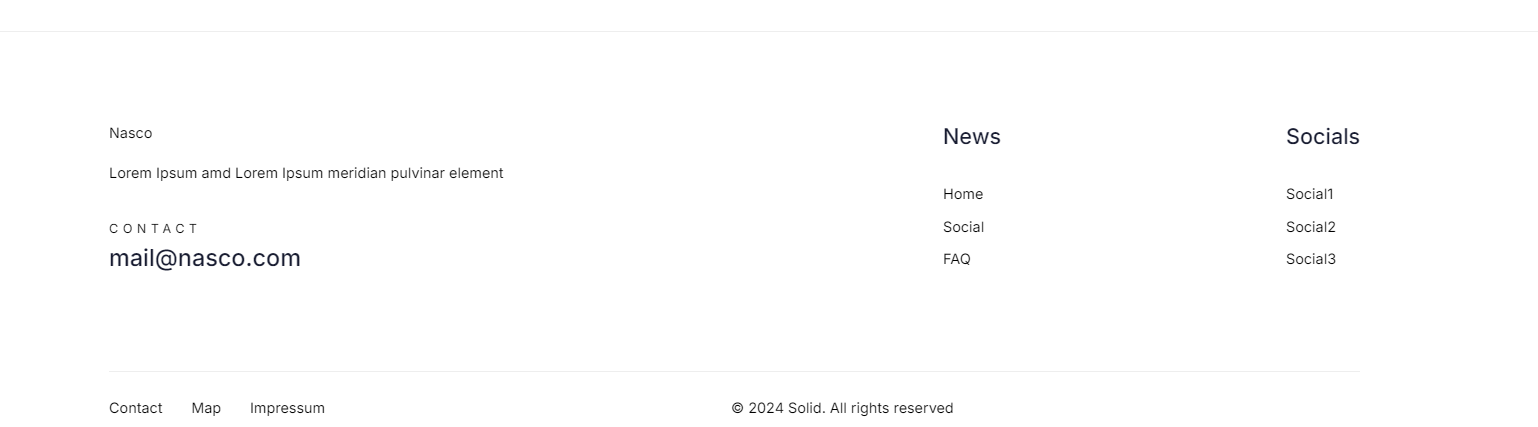 Nasco
Lorem Ipsum amd Lorem Ipsum meridian pulvinar element
CONTACT
mail@nasco.com
News
Home
Social
FAQ
Socials
Social1
Social2
Social3
Contact Map Impressum
© 2024 Solid. All rights reserved